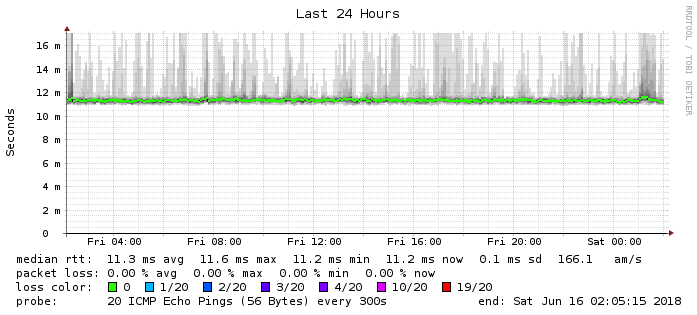 Last 24 Hours
RRDTOOL / TOBI OETIKER
Seconds
16 m
14 m
12 m
10 m
8 m
6 m
4 m
2 m
0
Fri 04:00 Fri 08:00 Fri 12:00 Fri 16:00 Fri 20:00 Sat 00:00
median rtt: 11.3 ms avg 11.6 ms max 11.2 ms min 11.2 ms now 0.1 ms sd 166.1 am/s
packet loss: 0.00 % avg 0.00 % max 0.00 % min 0.00 % now
loss color: 0 1/20 2/20 3/20 4/20 10/20 19/20
probe: 20 ICMP Echo Pings (56 Bytes) every 300s end: Sat Jun 16 02:05:15 2018